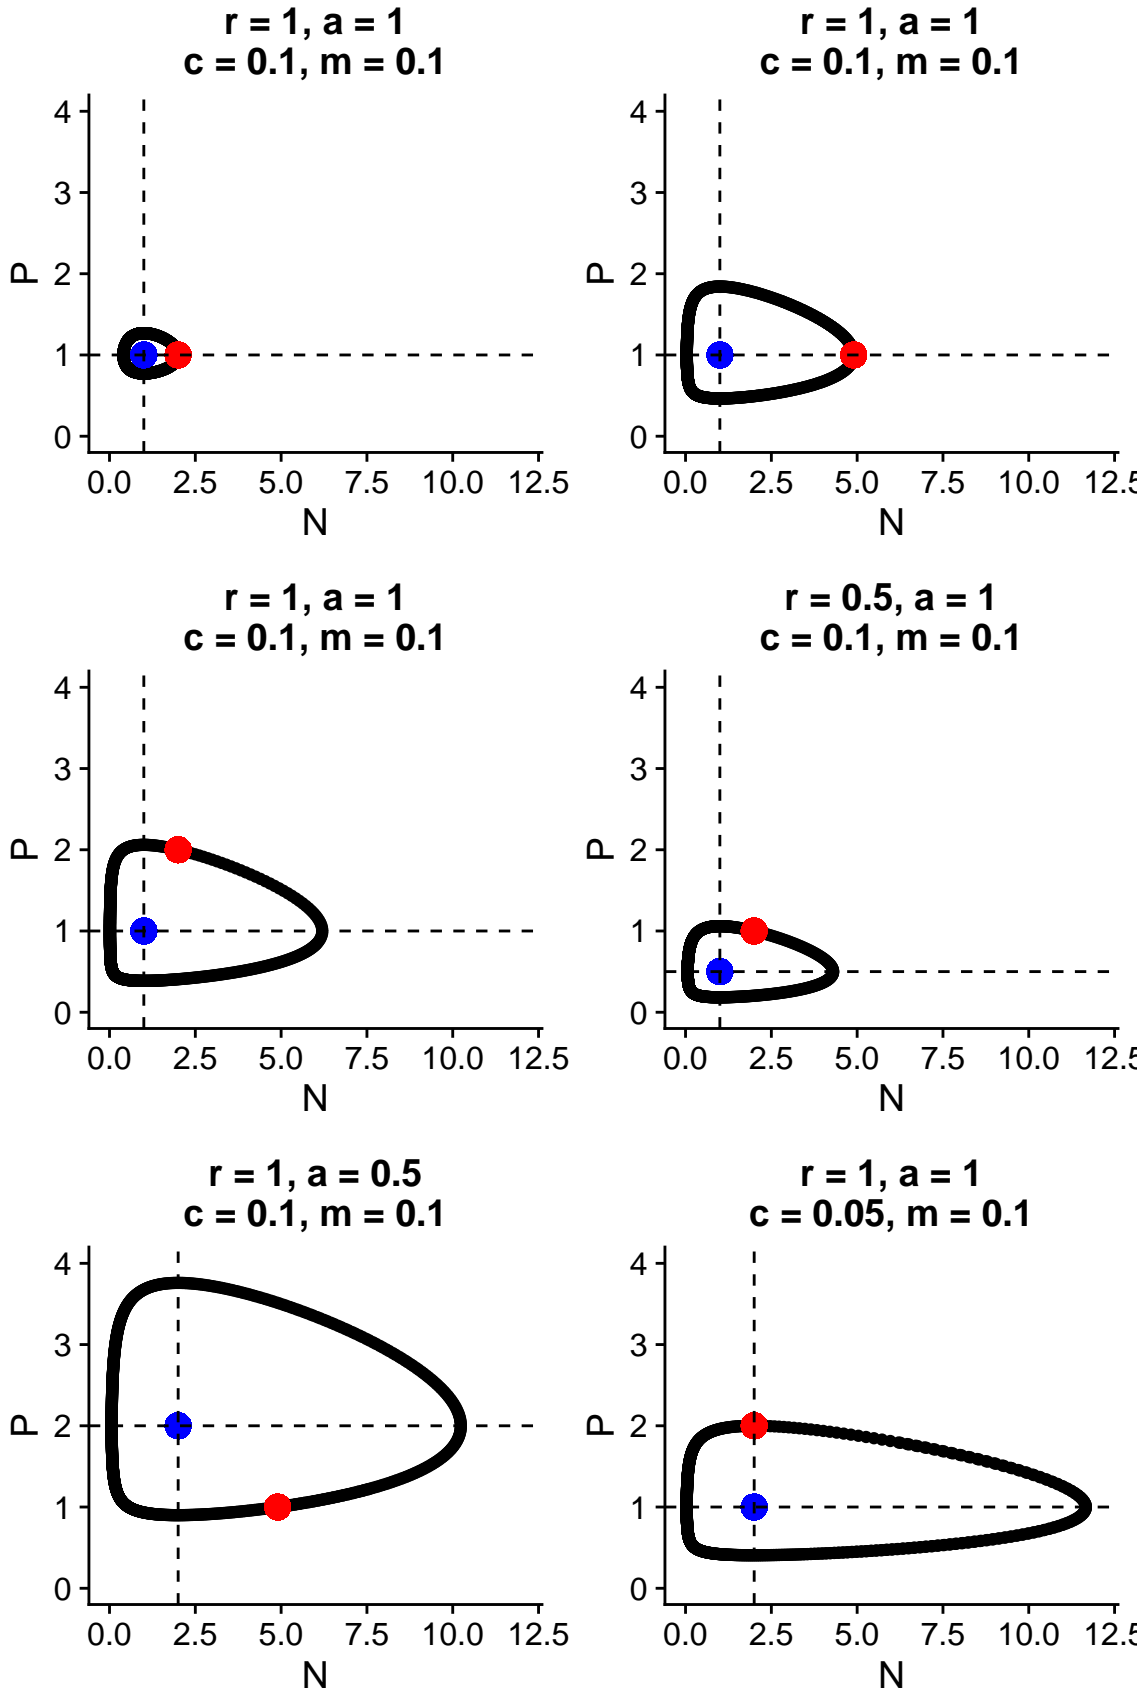 r = 1, a = 1
c = 0.1, m = 0.1
4
3
2
1
0
P
0.0 2.5 5.0 7.5 10.0 12.5
N
r = 1, a = 1
c = 0.1, m = 0.1
4
3
2
1
0
P
0.0 2.5 5.0 7.5 10.0 12.5
N
r = 1, a = 1
c = 0.1, m = 0.1
4
3
2
1
0
P
0.0 2.5 5.0 7.5 10.0 12.5
N
r = 0.5, a = 1
c = 0.1, m = 0.1
4
3
2
1
0
P
0.0 2.5 5.0 7.5 10.0 12.5
N
r = 1, a = 0.5
c = 0.1, m = 0.1
4
3
2
1
0
P
0.0 2.5 5.0 7.5 10.0 12.5
N
r = 1, a = 1
c = 0.05, m = 0.1
4
3
2
1
0
P
0.0 2.5 5.0 7.5 10.0 12.5
N